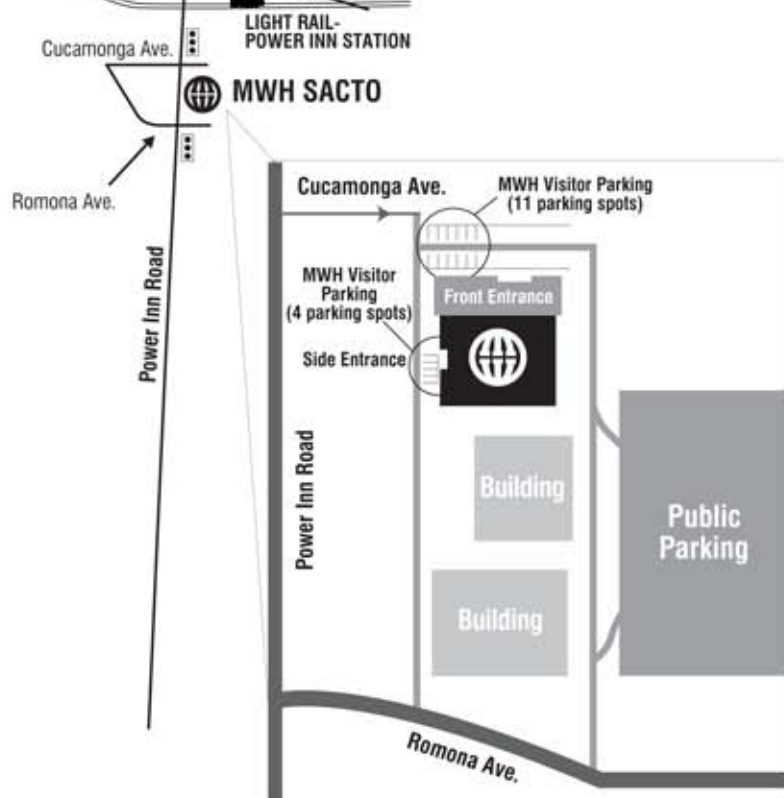 LIGHT RAIL-
POWER INN STATION
Cucamonga Ave.
MWH SACTO
Romona Ave.
Power Inn Road
Cucamonga Ave.
MWH Visitor Parking
(11 parking spots)
MWH Visitor
Parking
(4 parking spots)
Front Entrance
Side Entrance
Power Inn Road
Building
Public
Parking
Building
Romona Ave.